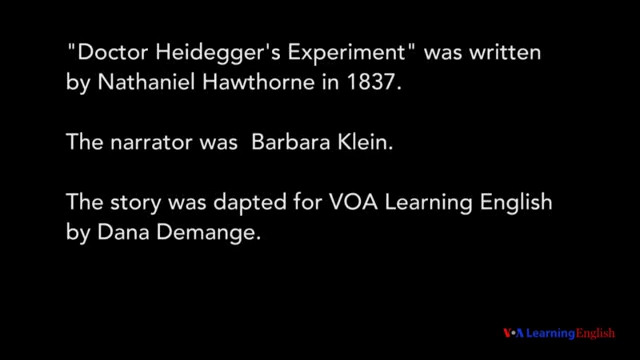 "Doctor Heidegger's Experiment" was written
by Nathaniel Hawthorne in 1837.
The narrator was  Barbara Klein.
The story was dapted for VOA Learning English
by Dana Demange.
VOA LearningEnglish